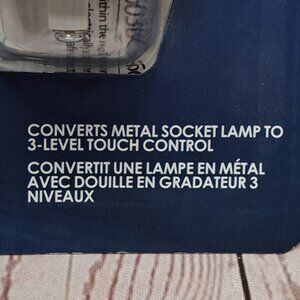 CONVERTS METAL SOCKET LAMP TO
3-LEVEL TOUCH CONTROL
CONVERTIT UNE LAMPE EN MÉTAL
AVEC DOUILLE EN GRADATEUR 3
NIVEAUX